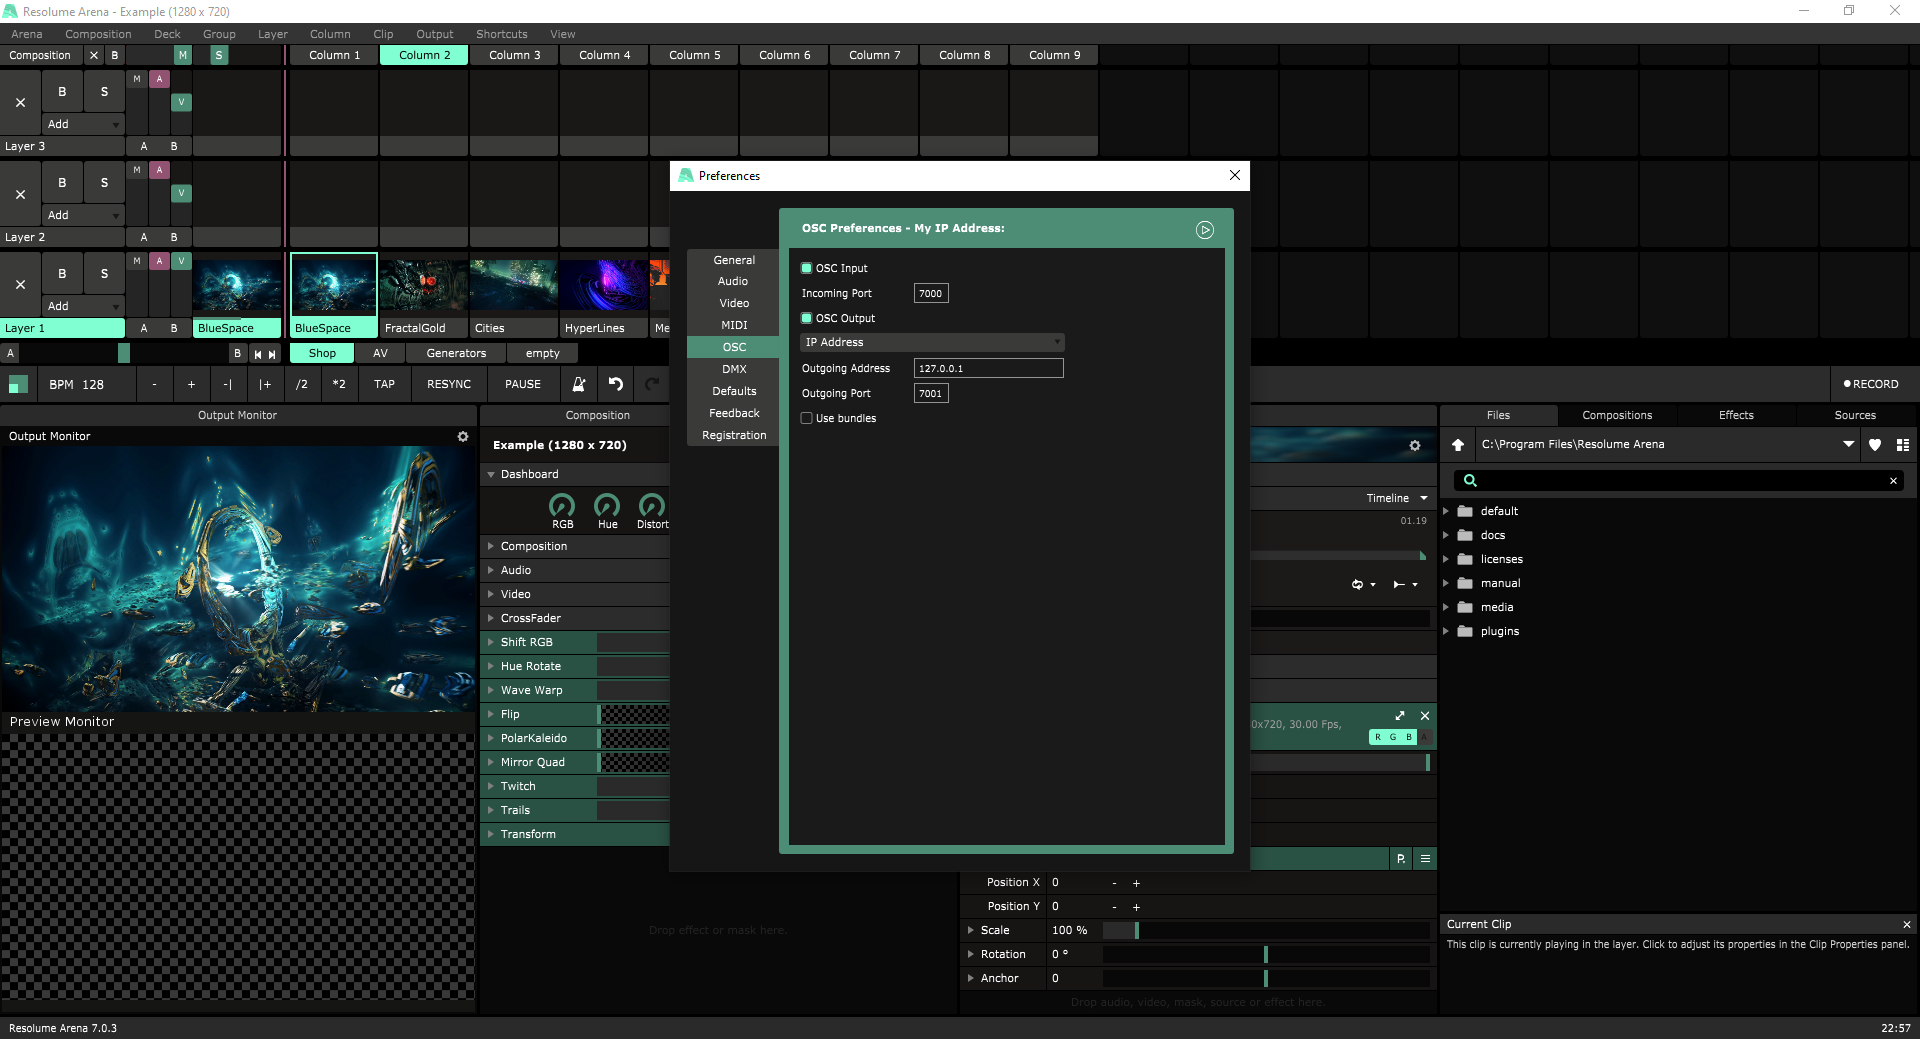 Resolume Arena - Example (1280 x 720)
Arena Composition Deck Group Layer Column Clip Output Shortcuts View
Composition B M S Column 1 Column 2 Column 3 Column 4 Column 5 Column 6 Column 7 Column 8 Column 9
M A
B S
V
Add
Layer 3 A B
M A
B S
V
Add
Layer 2 A B
M A V
B S
Add
Layer 1 A B BlueSpace BlueSpace FractalGold Cities HyperLines Me
A B Shop AV Generators empty
BPM 128 - + -| |+ /2 *2 TAP RESYNC PAUSE RECORD
Preferences
OSC Preferences - My IP Address:
General
Audio
Video
MIDI
OSC
DMX
Defaults
Feedback
Registration
OSC Input
Incoming Port 7000
OSC Output
IP Address
Outgoing Address 127.0.0.1
Outgoing Port 7001
Use bundles
Output Monitor
Output Monitor
Preview Monitor
Composition
Example (1280 x 720)
Dashboard
RGB Hue Distort
Composition
Audio
Video
CrossFader
Shift RGB
Hue Rotate
Wave Warp
Flip
PolarKaleido
Mirror Quad
Twitch
Trails
Transform
Drop effect or mask here.
Timeline
01.19
0x720, 30.00 Fps,
R G B A
P.
Position X 0 - +
Position Y 0 - +
Scale 100 %
Rotation 0 °
Anchor 0
Drop audio, video, mask, source or effect here.
Files Compositions Effects Sources
C:\Program Files\Resolume Arena
default
docs
licenses
manual
media
plugins
Current Clip
This clip is currently playing in the layer. Click to adjust its properties in the Clip Properties panel.
Resolume Arena 7.0.3 22:57